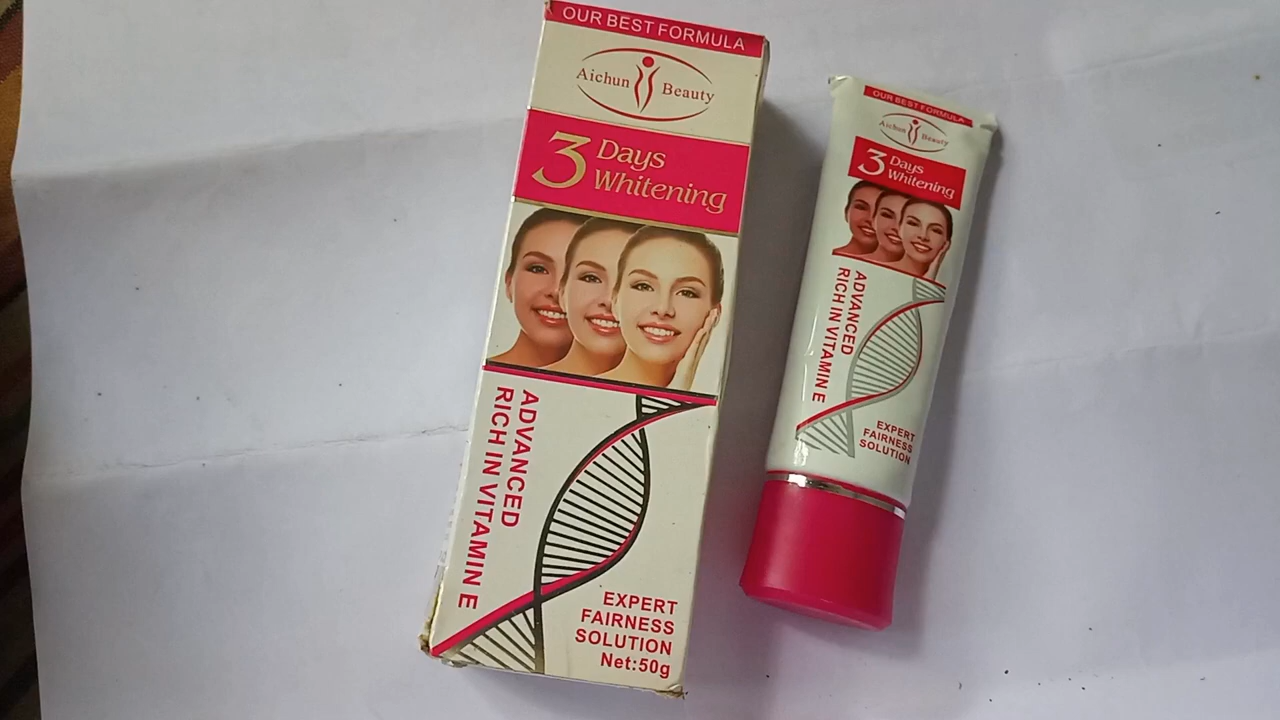 OUR BEST FORMULA
Aichun Beauty
3 Days
Whitening
ADVANCED
RICH IN VITAMIN E
EXPERT
FAIRNESS
SOLUTION
Net:50g
OUR BEST FORMULA
Aichun Beauty
3 Days
Whitening
ADVANCED
RICH IN VITAMIN E
EXPERT
FAIRNESS
SOLUTION